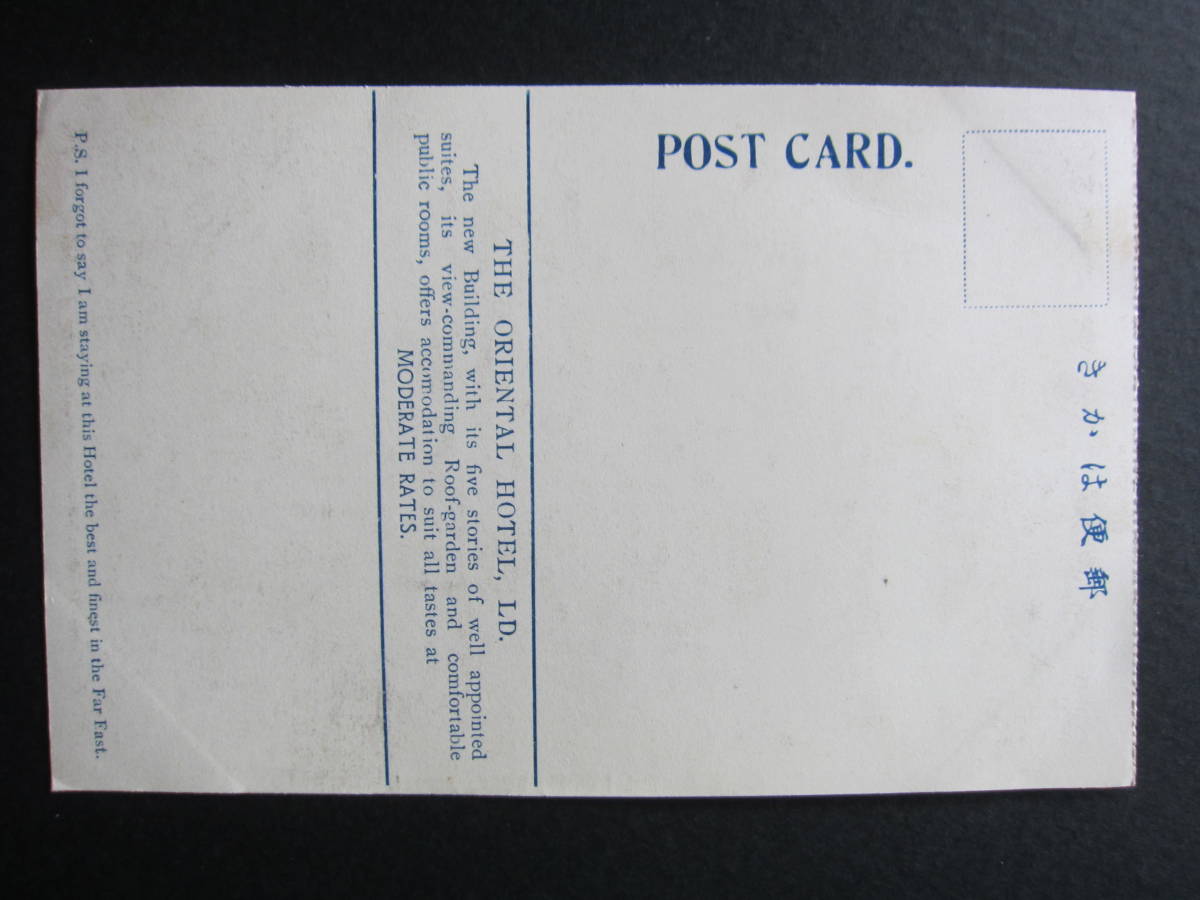 POST CARD.
きかは便郵
THE ORIENTAL HOTEL, LD.
The new Building, with its five stories of well appointed
suites, its view-commanding Roof-garden and comfortable
public rooms, offers accomodation to suit all tastes at
MODERATE RATES.
P.S. I forgot to say I am staying at this Hotel the best and finest in the Far East.